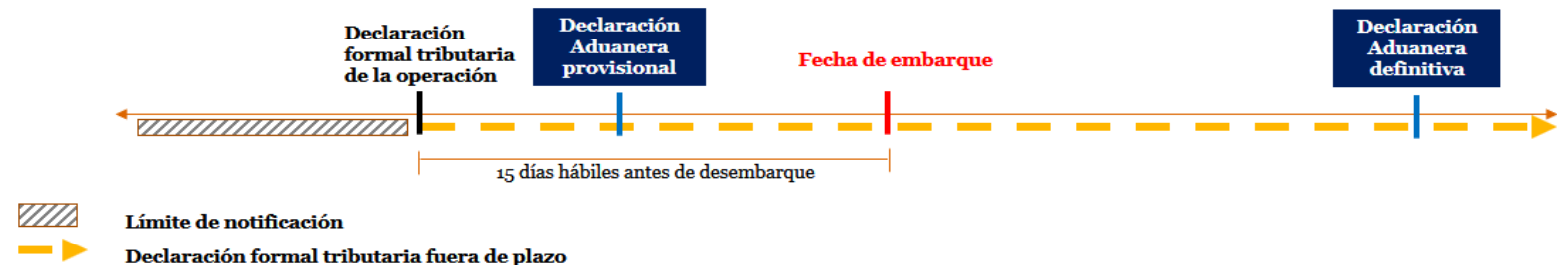 Declaración
formal tributaria
de la operación
Declaración
Aduanera
provisional
Fecha de embarque
Declaración
Aduanera
definitiva
15 días hábiles antes de desembarque
Límite de notificación
Declaración formal tributaria fuera de plazo